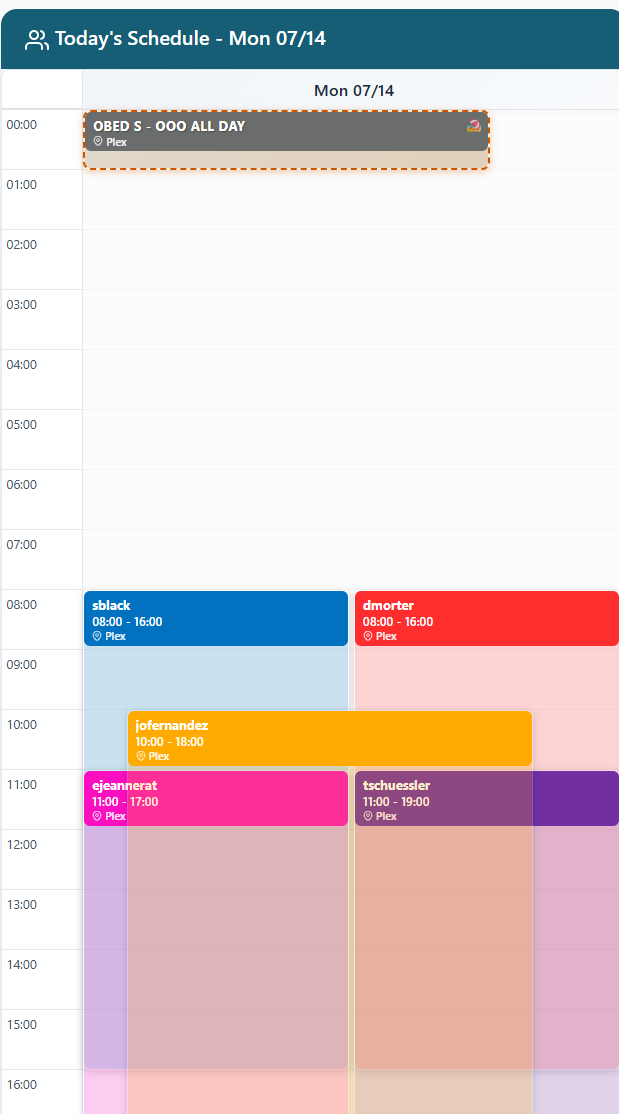 Today's Schedule - Mon 07/14
Mon 07/14
00:00
OBED S - OOO ALL DAY
Plex
01:00
02:00
03:00
04:00
05:00
06:00
07:00
08:00
sblack
08:00 - 16:00
Plex
dmorter
08:00 - 16:00
Plex
09:00
10:00
jofernandez
10:00 - 18:00
Plex
11:00
ejeannerat
11:00 - 17:00
Plex
tschuessler
11:00 - 19:00
Plex
12:00
13:00
14:00
15:00
16:00